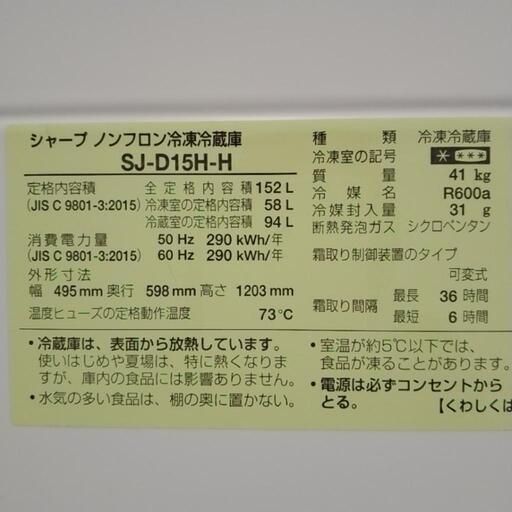 シャープ ノンフロン冷凍冷蔵庫
SJ-D15H-H
定格内容積 全定格内容積 152 L
(JIS C 9801-3:2015) 冷凍室の定格内容積 58 L
冷蔵室の定格内容積 94 L
消費電力量 50 Hz 290 kWh/年
(JIS C 9801-3:2015) 60 Hz 290 kWh/年
外形寸法
幅 495 mm 奥行 598 mm 高さ 1203 mm
温度ヒューズの定格動作温度 73℃
種類 冷凍冷蔵庫
冷凍室の記号 * ***
質量 41 kg
冷媒名 R600a
冷媒封入量 31 g
断熱発泡ガス シクロペンタン
霜取り制御装置のタイプ
可変式
霜取り間隔 最長 36 時間
最短 6 時間
• 冷蔵庫は、表面から放熱しています。
使いはじめや夏場は、特に熱くなりま
すが、庫内の食品には影響ありません。
• 水気の多い食品は、棚の奥に置かない。
• 室温が約5℃以下では、
食品が凍ることがあります。
• 電源は必ずコンセントから
とる。
【くわしくは